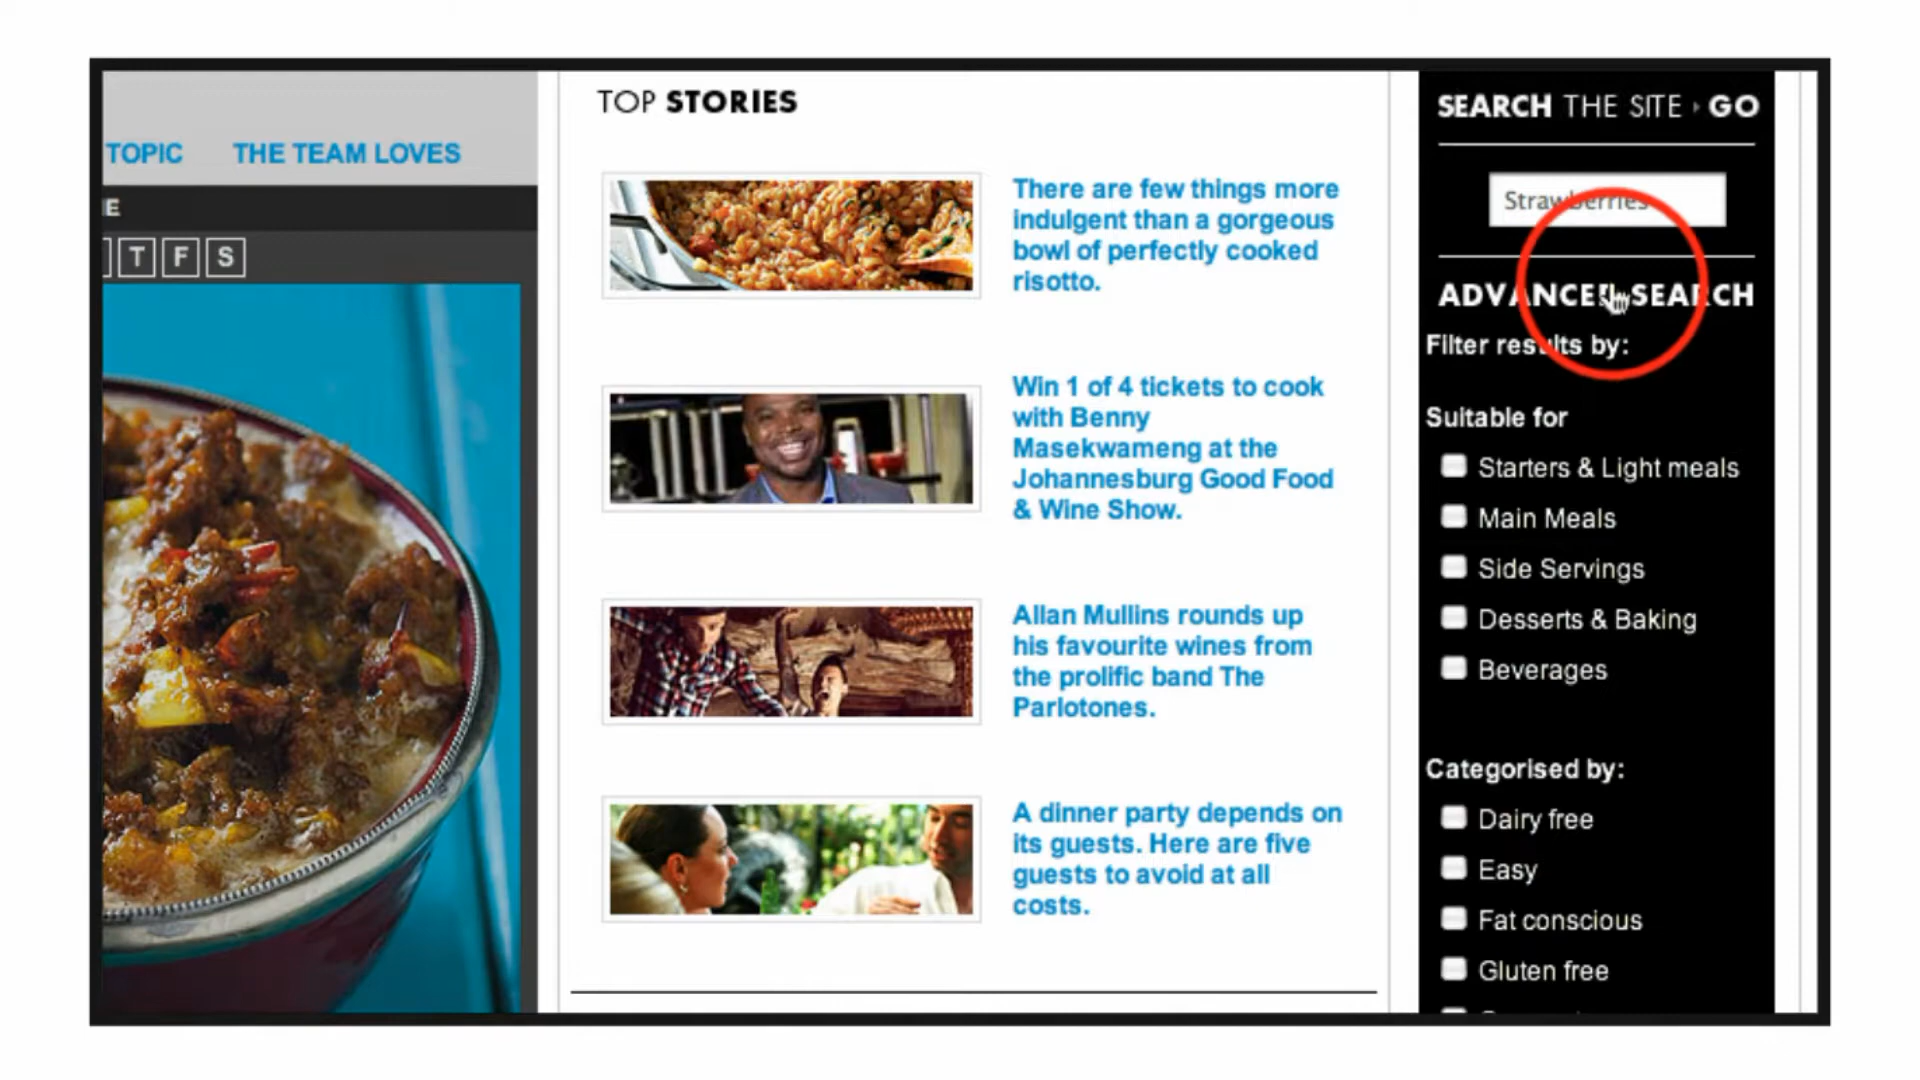 TOPIC THE TEAM LOVES
T F S
TOP STORIES
There are few things more
indulgent than a gorgeous
bowl of perfectly cooked
risotto.
Win 1 of 4 tickets to cook
with Benny
Masekwameng at the
Johannesburg Good Food
& Wine Show.
Allan Mullins rounds up
his favourite wines from
the prolific band The
Parlotones.
A dinner party depends on
its guests. Here are five
guests to avoid at all
costs.
SEARCH THE SITE GO
Strawberries
ADVANCED SEARCH
Filter results by:
Suitable for
Starters & Light meals
Main Meals
Side Servings
Desserts & Baking
Beverages
Categorised by:
Dairy free
Easy
Fat conscious
Gluten free